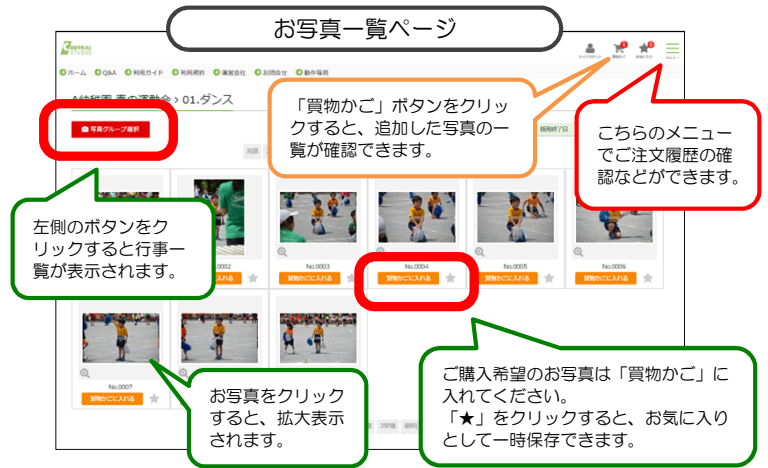 お写真一覧ページ
CENTRAL
STUDIO
買物かご
メニュー
ホーム
Q&A
利用ガイド
利用規約
運営会社
お問合せ
動作環境
A幼稚園 春の運動会 › 01.ダンス
写真グループ選択
販売終了日
「買物かご」ボタンをクリッ
クすると、追加した写真の一
覧が確認できます。
こちらのメニュー
でご注文履歴の確
認などができます。
左側のボタンをク
リックすると行事一
覧が表示されます。
.0002
No.0003
No.0004
No.0005
No.0006
かごに入れる
買物かごに入れる
買物かごに入れる
買物かごに入れる
買物かごに入れる
No.0007
買物かごに入れる
お写真をクリック
すると、拡大表示
されます。
ご購入希望のお写真は「買物かご」に
入れてください。
「★」をクリックすると、お気に入り
として一時保存できます。